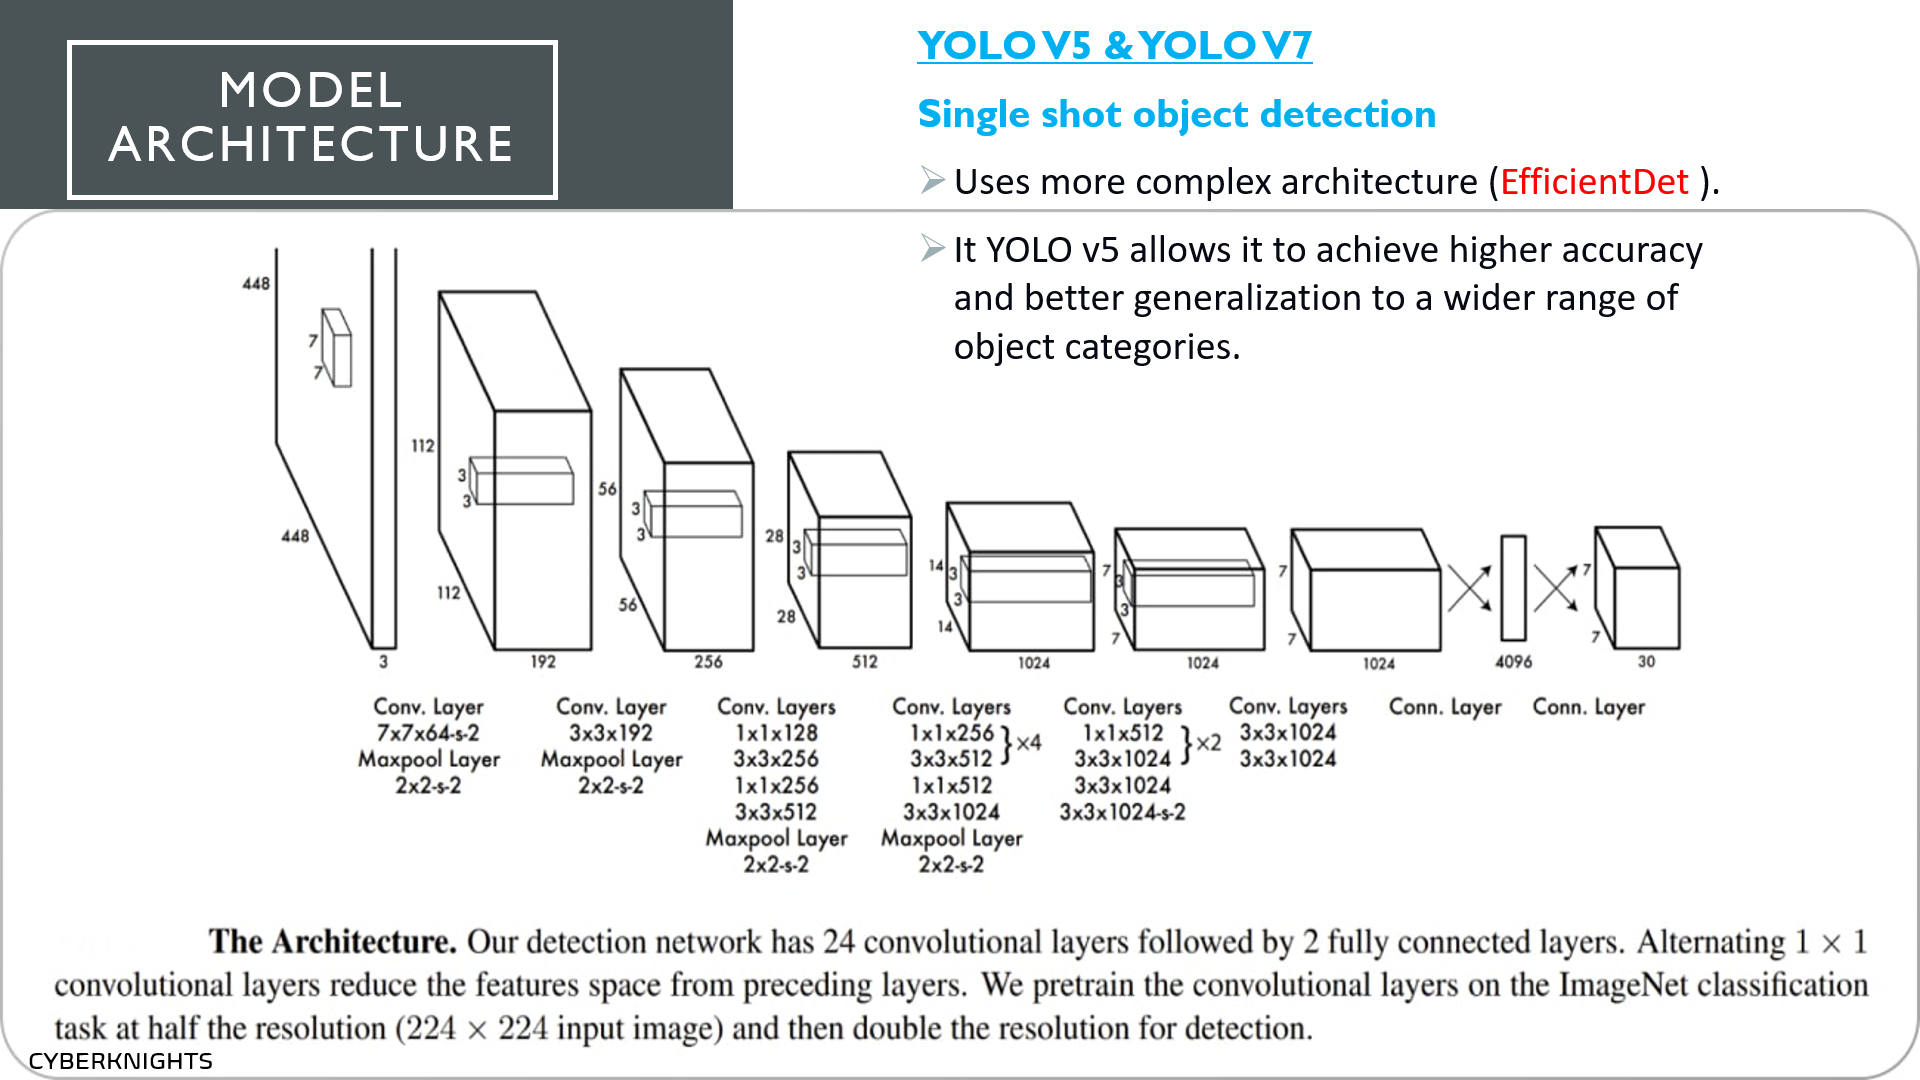 MODEL
ARCHITECTURE
YOLO V5 & YOLO V7
Single shot object detection
Uses more complex architecture (EfficientDet ).
It YOLO v5 allows it to achieve higher accuracy
and better generalization to a wider range of
object categories.
448
448
7
7
3
112
112
3
3
192
56
56
3
3
256
28
28
3
3
512
14
14
3
3
1024
7
7
3
3
1024
7
7
1024
4096
7
7
30
Conv. Layer
7x7x64-s-2
Maxpool Layer
2x2-s-2
Conv. Layer
3x3x192
Maxpool Layer
2x2-s-2
Conv. Layers
1x1x128
3x3x256
1x1x256
3x3x512
Maxpool Layer
2x2-s-2
Conv. Layers
1x1x256
3x3x512
}×4
1x1x512
3x3x1024
Maxpool Layer
2x2-s-2
Conv. Layers
1x1x512
3x3x1024
}×2
3x3x1024
3x3x1024-s-2
Conv. Layers
3x3x1024
3x3x1024
Conn. Layer
Conn. Layer
The Architecture. Our detection network has 24 convolutional layers followed by 2 fully connected layers. Alternating 1 × 1
convolutional layers reduce the features space from preceding layers. We pretrain the convolutional layers on the ImageNet classification
task at half the resolution (224 × 224 input image) and then double the resolution for detection.
CYBERKNIGHTS